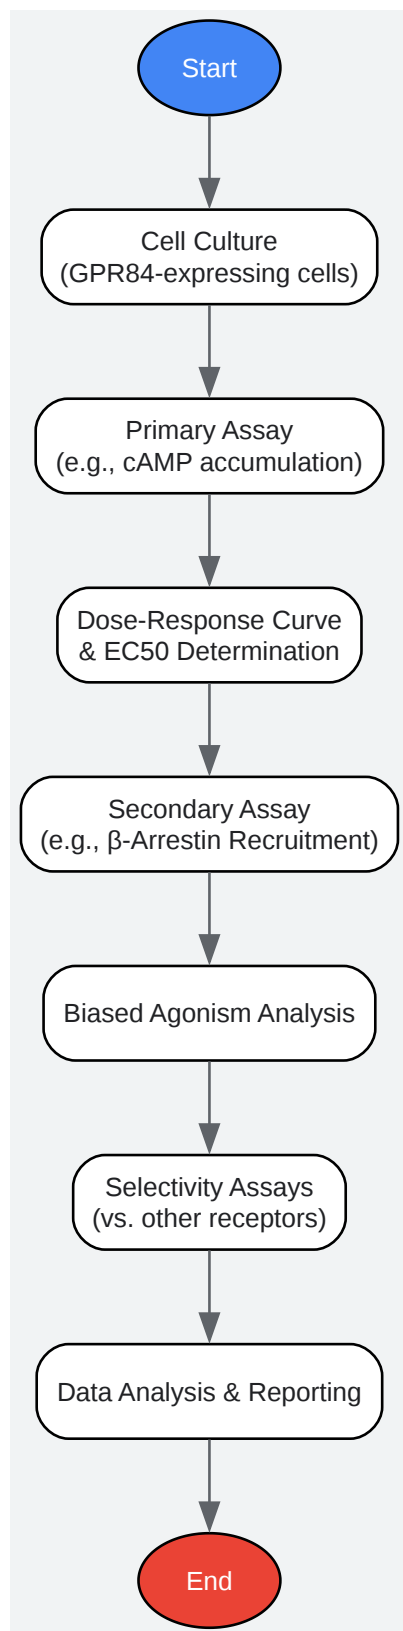 Start
Cell Culture
(GPR84-expressing cells)
Primary Assay
(e.g., cAMP accumulation)
Dose-Response Curve
& EC50 Determination
Secondary Assay
(e.g., β-Arrestin Recruitment)
Biased Agonism Analysis
Selectivity Assays
(vs. other receptors)
Data Analysis & Reporting
End